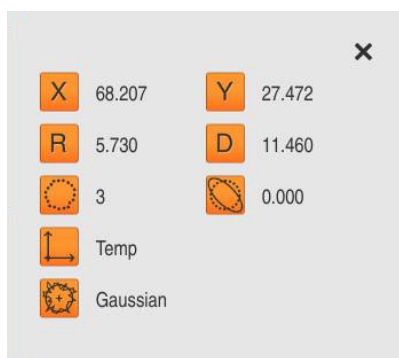 X 68.207 Y 27.472
R 5.730 D 11.460
3 0.000
Temp
Gaussian